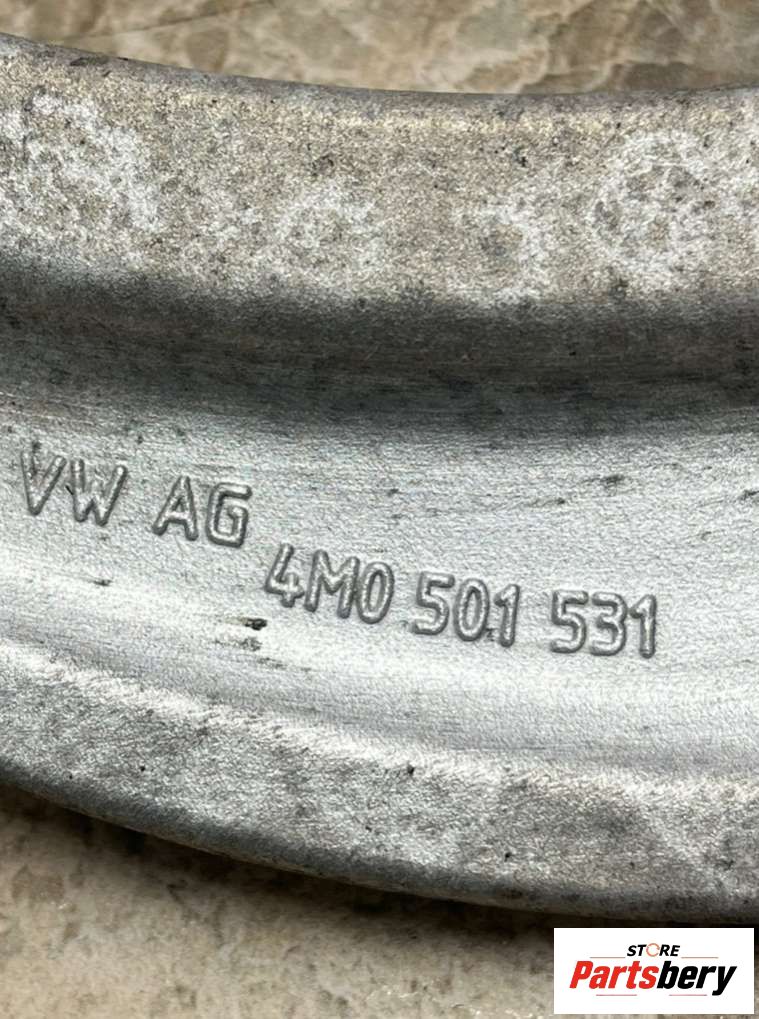 VW AG
4M0 501 531
STORE
Partsbery